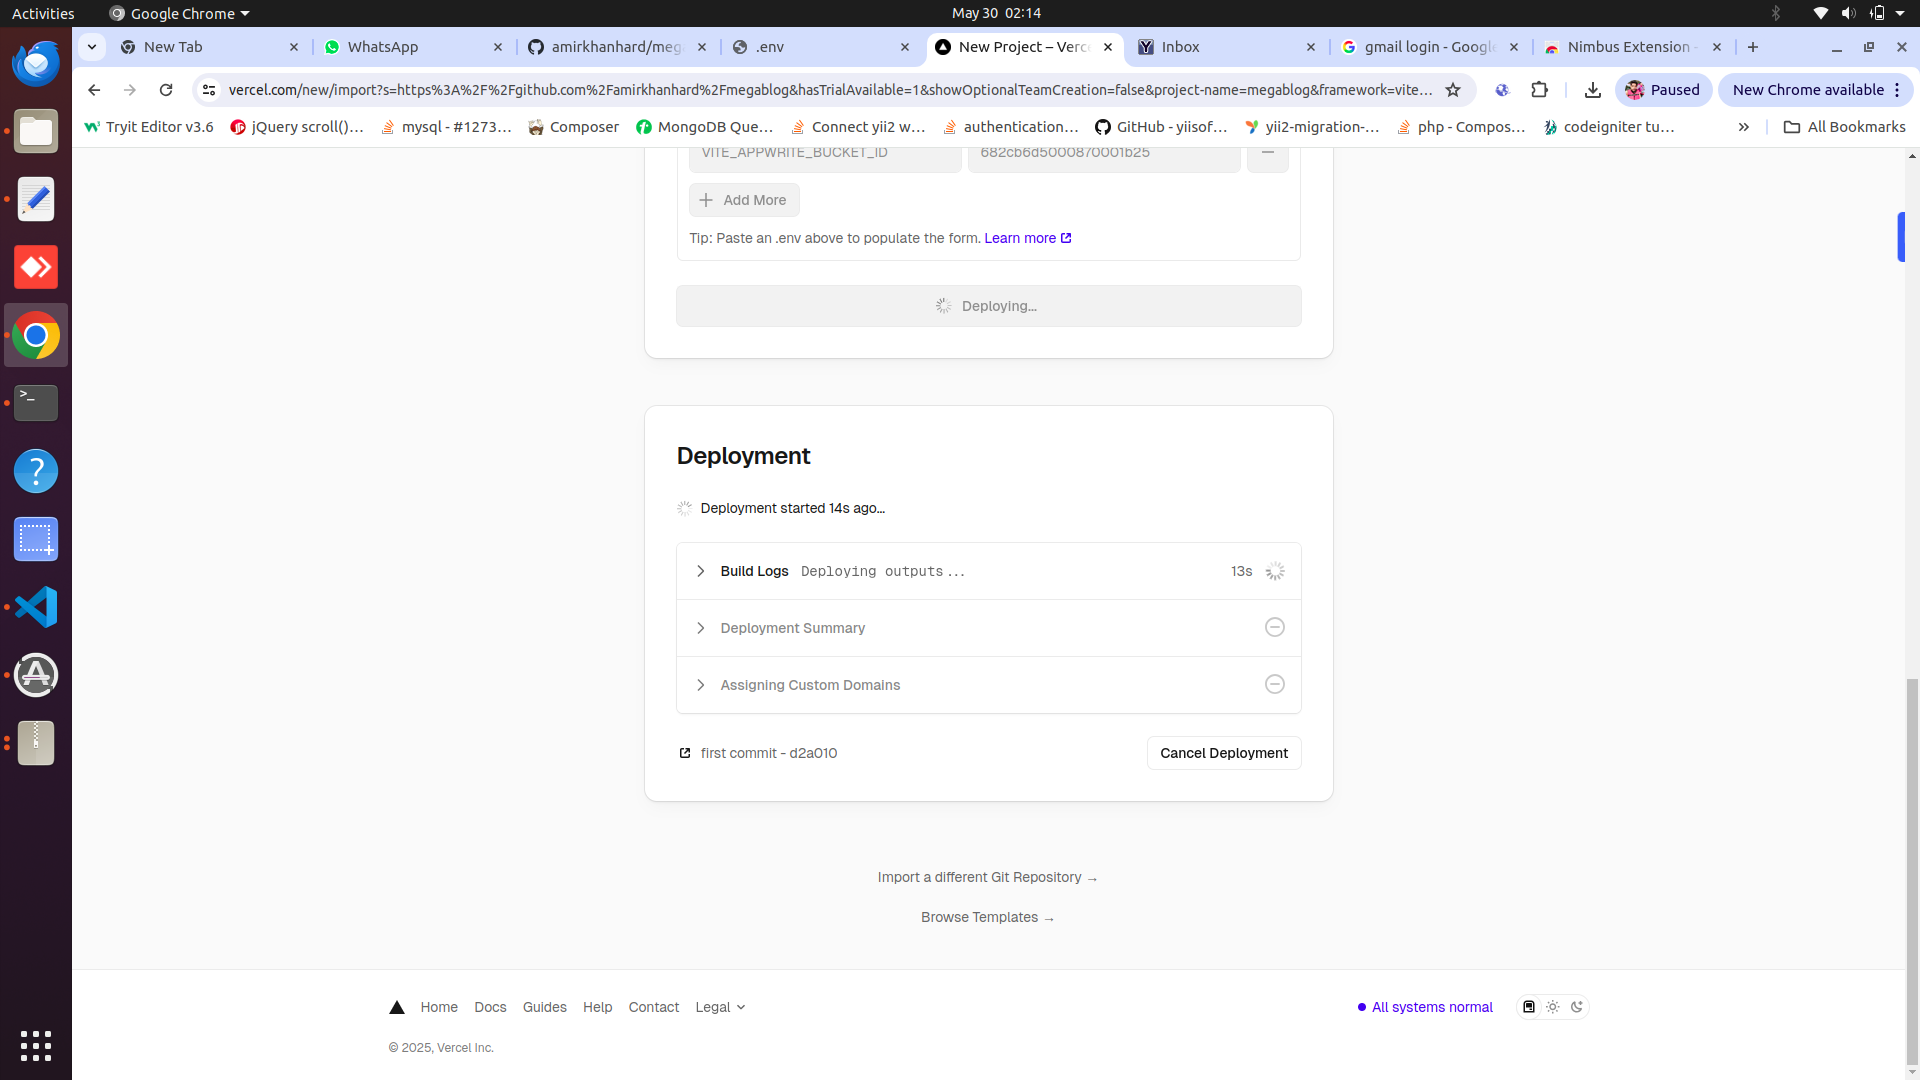 Activities
Google Chrome
May 30 02:14
New Tab
WhatsApp
amirkhanhard/meg
.env
New Project – Verc
Inbox
gmail login - Google
Nimbus Extension -
vercel.com/new/import?s=https%3A%2F%2Fgithub.com%2Famirkhanhard%2Fmegablog&hasTrialAvailable=1&showOptionalTeamCreation=false&project-name=megablog&framework=vite...
Paused
New Chrome available
Tryit Editor v3.6
jQuery scroll()...
mysql - #1273...
Composer
MongoDB Que...
Connect yii2 w...
authentication...
GitHub - yiisof...
yii2-migration-...
php - Compos...
codeigniter tu...
All Bookmarks
VITE_APPWRITE_BUCKET_ID
682cb6d5000870001b25
Add More
Tip: Paste an .env above to populate the form. Learn more
Deploying...
Deployment
Deployment started 14s ago...
Build Logs Deploying outputs... 13s
Deployment Summary
Assigning Custom Domains
first commit - d2a010
Cancel Deployment
Import a different Git Repository →
Browse Templates →
Home Docs Guides Help Contact Legal
All systems normal
© 2025, Vercel Inc.